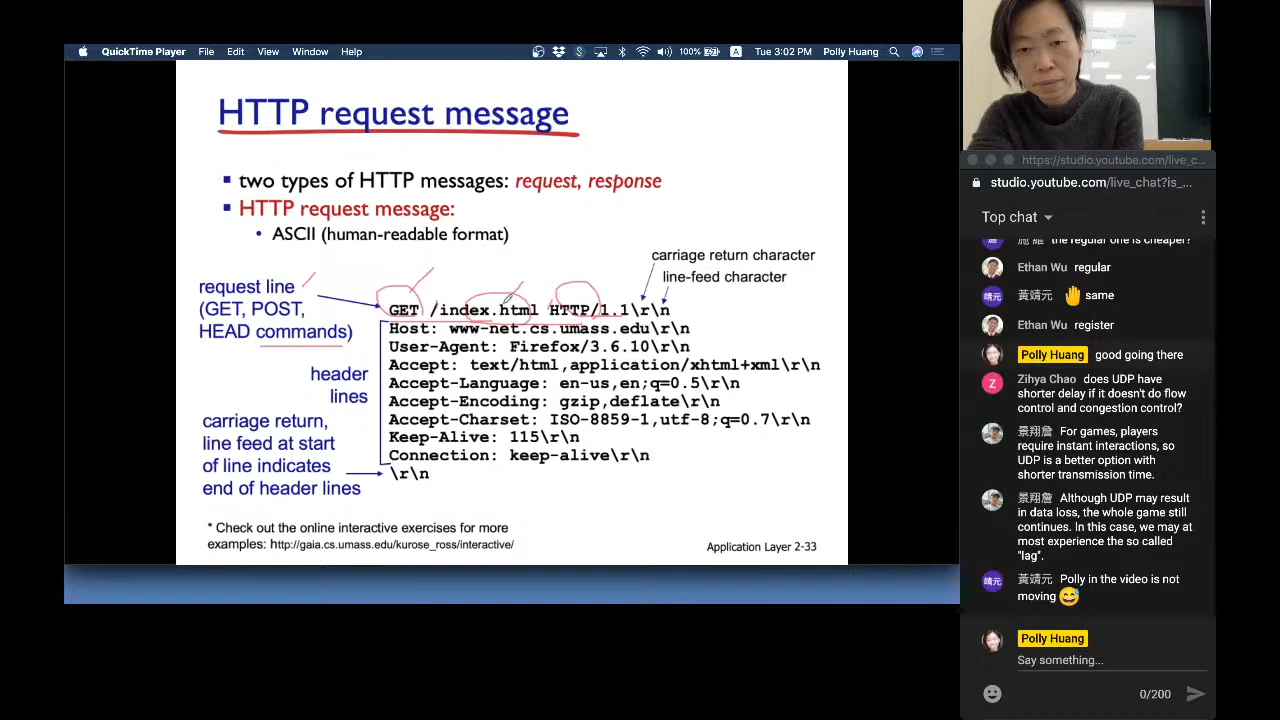 QuickTime Player File Edit View Window Help 100% A Tue 3:02 PM Polly Huang
HTTP request message
▪ two types of HTTP messages: request, response
▪ HTTP request message:
• ASCII (human-readable format)
carriage return character
line-feed character
request line
(GET, POST,
HEAD commands)
GET /index.html HTTP/1.1\r\n
Host: www-net.cs.umass.edu\r\n
User-Agent: Firefox/3.6.10\r\n
Accept: text/html,application/xhtml+xml\r\n
Accept-Language: en-us,en;q=0.5\r\n
Accept-Encoding: gzip,deflate\r\n
Accept-Charset: ISO-8859-1,utf-8;q=0.7\r\n
Keep-Alive: 115\r\n
Connection: keep-alive\r\n
\r\n
header
lines
carriage return,
line feed at start
of line indicates
end of header lines
* Check out the online interactive exercises for more
examples: http://gaia.cs.umass.edu/kurose_ross/interactive/
Application Layer 2-33
https://studio.youtube.com/live_c...
studio.youtube.com/live_chat?is_...
Top chat
the regular one is cheaper?
Ethan Wu regular
靖元 黃靖元 same
Ethan Wu register
Polly Huang good going there
Z Zihya Chao does UDP have
shorter delay if it doesn't do flow
control and congestion control?
景翔詹 For games, players
require instant interactions, so
UDP is a better option with
shorter transmission time.
景翔詹 Although UDP may result
in data loss, the whole game still
continues. In this case, we may at
most experience the so called
"lag".
靖元 黃靖元 Polly in the video is not
moving
Polly Huang
Say something...
0/200